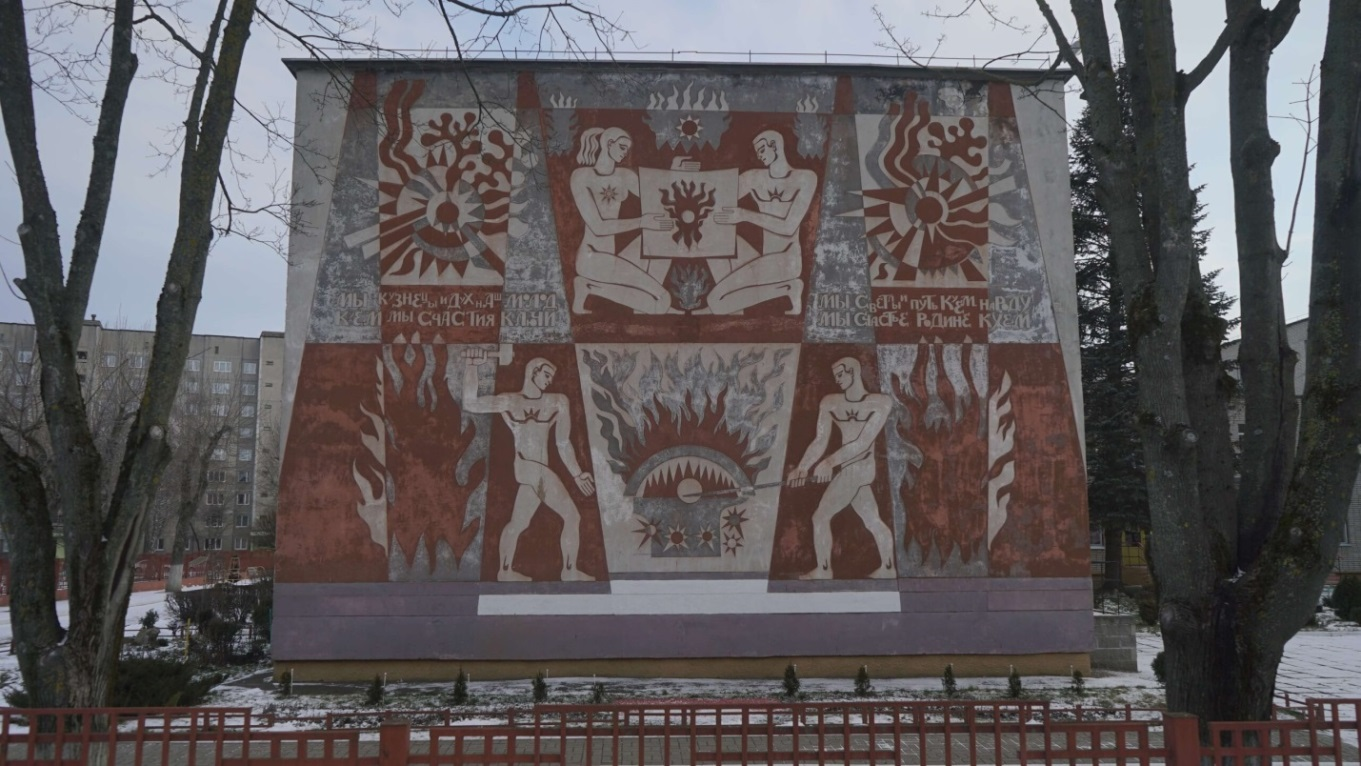 МЫ КУЗНЕЦЫ И ДУХ НАШ МОЛОД
КУЕМ МЫ СЧАСТИЯ КЛЮЧИ
МЫ СВЕТЛЫЙ ПУТЬ КУЕМ НАРОДУ
МЫ СЧАСТЬЕ РОДИНЕ КУЕМ